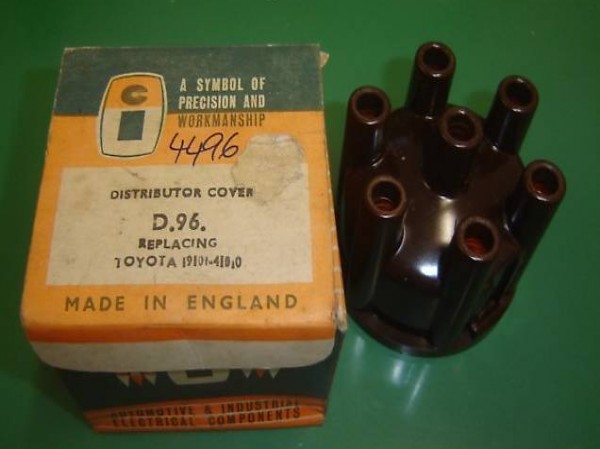 GI
A SYMBOL OF
PRECISION AND
WORKMANSHIP
4496
DISTRIBUTOR COVER
D.96.
REPLACING
TOYOTA 19101-41010
MADE IN ENGLAND
AUTOMOTIVE & INDUSTRIAL
ELECTRICAL COMPONENTS